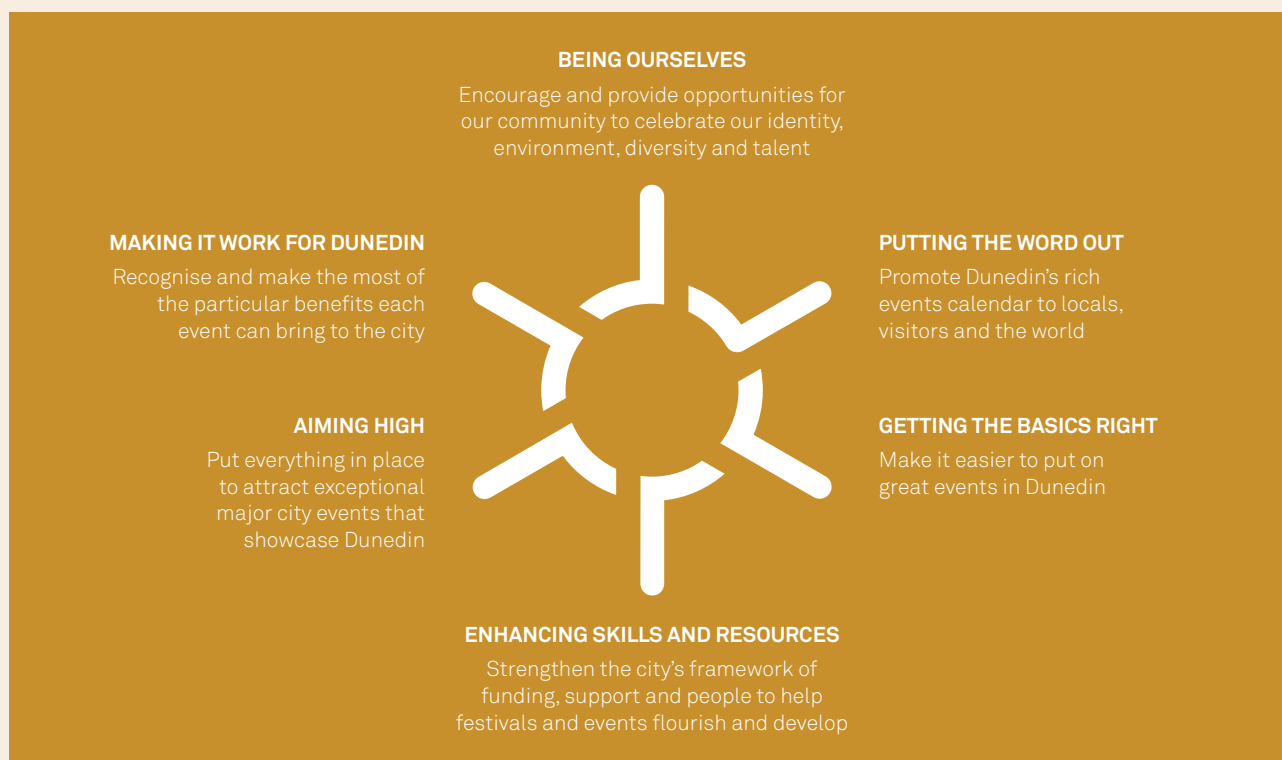 BEING OURSELVES
Encourage and provide opportunities for
our community to celebrate our identity,
environment, diversity and talent
MAKING IT WORK FOR DUNEDIN
Recognise and make the most of
the particular benefits each
event can bring to the city
PUTTING THE WORD OUT
Promote Dunedin's rich
events calendar to locals,
visitors and the world
AIMING HIGH
Put everything in place
to attract exceptional
major city events that
showcase Dunedin
GETTING THE BASICS RIGHT
Make it easier to put on
great events in Dunedin
ENHANCING SKILLS AND RESOURCES
Strengthen the city's framework of
funding, support and people to help
festivals and events flourish and develop